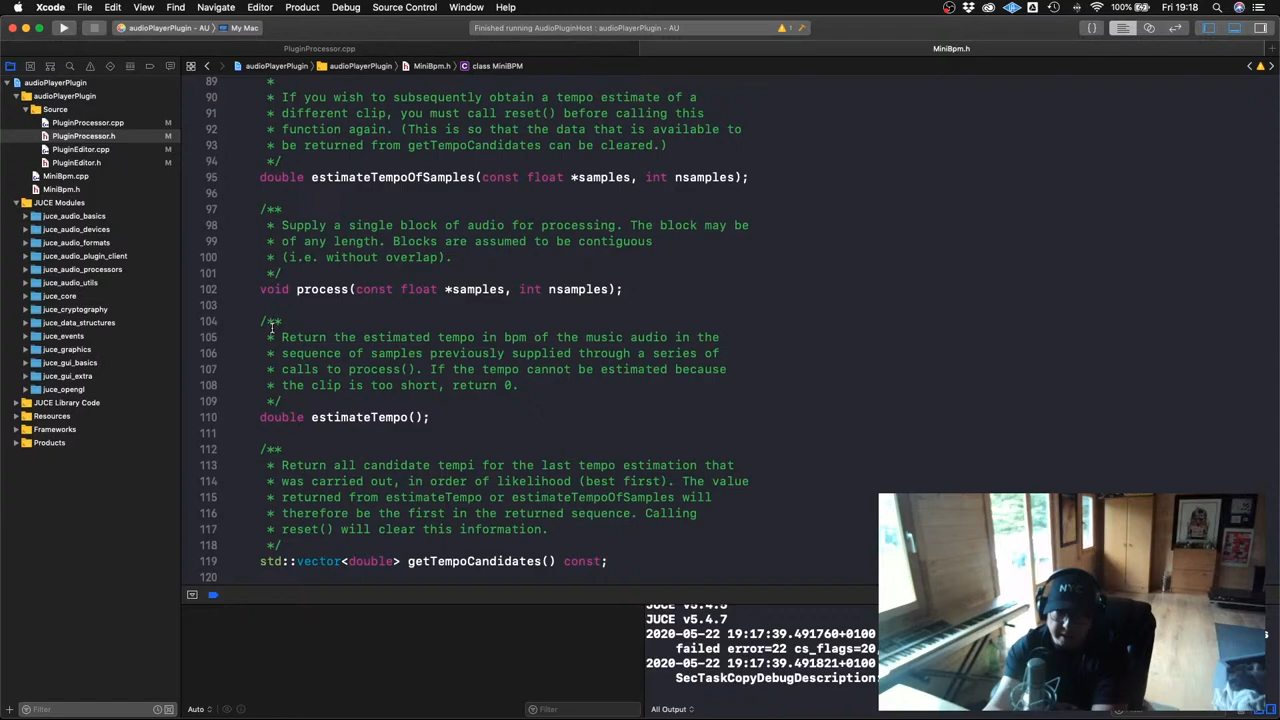 Xcode File Edit View Find Navigate Editor Product Debug Source Control Window Help 100% Fri 19:18
audioPlayerPlugin - AU My Mac Finished running AudioPluginHost : audioPlayerPlugin - AU 1
PluginProcessor.cpp MiniBpm.h
audioPlayerPlugin audioPlayerPlugin MiniBpm.h class MiniBPM
audioPlayerPlugin
audioPlayerPlugin
Source
PluginProcessor.cpp M
PluginProcessor.h M
PluginEditor.cpp M
PluginEditor.h M
MiniBpm.cpp
MiniBpm.h
JUCE Modules
juce_audio_basics
juce_audio_devices
juce_audio_formats
juce_audio_plugin_client
juce_audio_processors
juce_audio_utils
juce_core
juce_cryptography
juce_data_structures
juce_events
juce_graphics
juce_gui_basics
juce_gui_extra
juce_opengl
JUCE Library Code
Resources
Frameworks
Products
89 *
90 * If you wish to subsequently obtain a tempo estimate of a
91 * different clip, you must call reset() before calling this
92 * function again. (This is so that the data that is available to
93 * be returned from getTempoCandidates can be cleared.)
94 */
95 double estimateTempoOfSamples(const float *samples, int nsamples);
96
97 /**
98 * Supply a single block of audio for processing. The block may be
99 * of any length. Blocks are assumed to be contiguous
100 * (i.e. without overlap).
101 */
102 void process(const float *samples, int nsamples);
103
104 /**
105 * Return the estimated tempo in bpm of the music audio in the
106 * sequence of samples previously supplied through a series of
107 * calls to process(). If the tempo cannot be estimated because
108 * the clip is too short, return 0.
109 */
110 double estimateTempo();
111
112 /**
113 * Return all candidate tempi for the last tempo estimation that
114 * was carried out, in order of likelihood (best first). The value
115 * returned from estimateTempo or estimateTempoOfSamples will
116 * therefore be the first in the returned sequence. Calling
117 * reset() will clear this information.
118 */
119 std::vector<double> getTempoCandidates() const;
120
JUCE v5.4.7
2020-05-22 19:17:39.491760+0100
failed error=22 cs_flags=20,
2020-05-22 19:17:39.491821+0100
SecTaskCopyDebugDescription:
NYC
Filter Auto Filter All Output